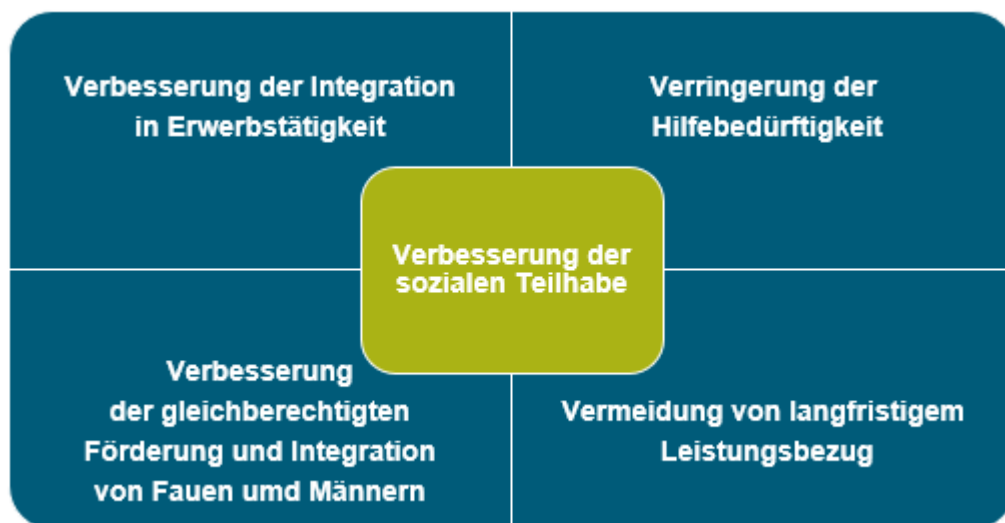 Verbesserung der Integration
in Erwerbstätigkeit
Verringerung der
Hilfebedürftigkeit
Verbesserung der
sozialen Teilhabe
Verbesserung
der gleichberechtigten
Förderung und Integration
von Fauen umd Männern
Vermeidung von langfristigem
Leistungsbezug